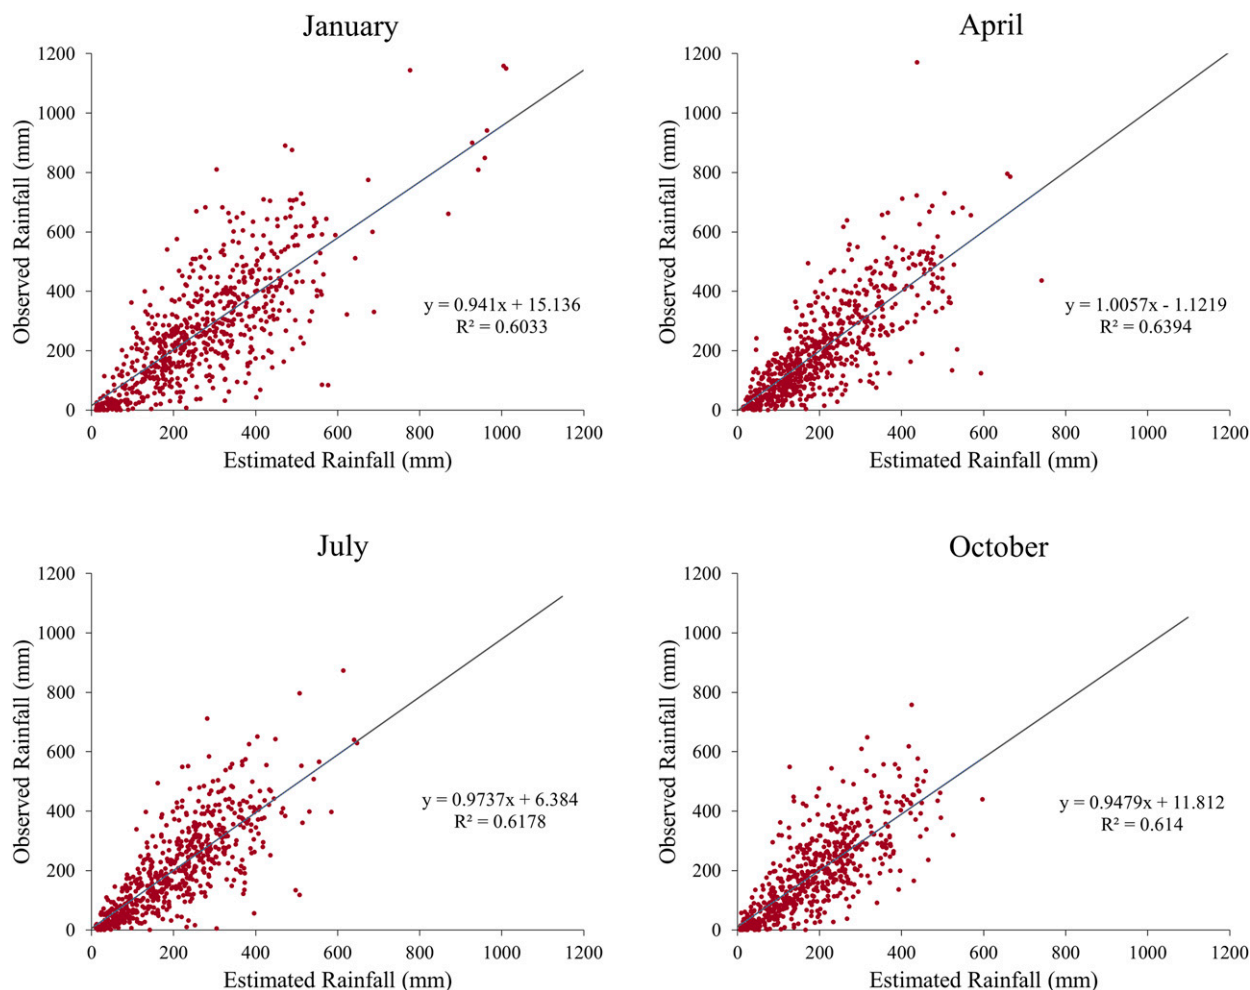 January
1200
1000
800
600
400
200
0
Observed Rainfall (mm)
y = 0.941x + 15.136
R² = 0.6033
0 200 400 600 800 1000 1200
Estimated Rainfall (mm)
April
1200
1000
800
600
400
200
0
Observed Rainfall (mm)
y = 1.0057x - 1.1219
R² = 0.6394
0 200 400 600 800 1000 1200
Estimated Rainfall (mm)
July
1200
1000
800
600
400
200
0
Observed Rainfall (mm)
y = 0.9737x + 6.384
R² = 0.6178
0 200 400 600 800 1000 1200
Estimated Rainfall (mm)
October
1200
1000
800
600
400
200
0
Observed Rainfall (mm)
y = 0.9479x + 11.812
R² = 0.614
0 200 400 600 800 1000 1200
Estimated Rainfall (mm)